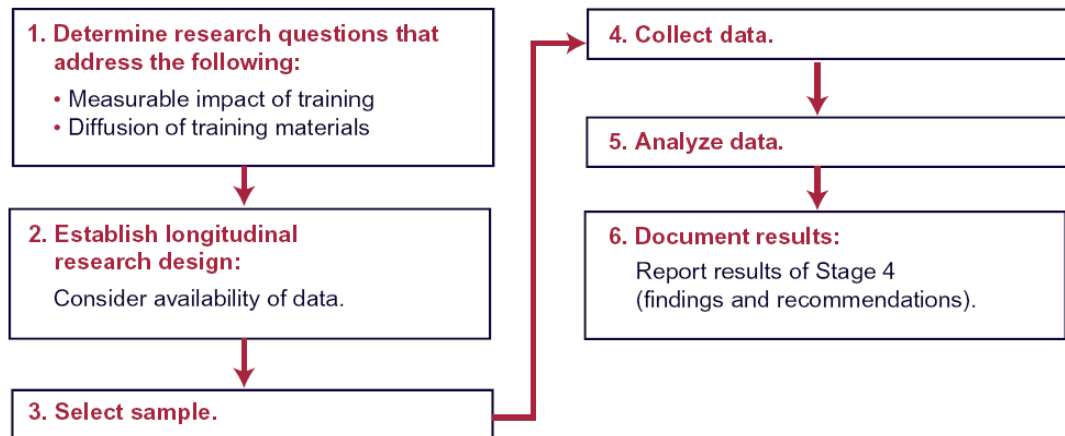 1. Determine research questions that
address the following:
• Measurable impact of training
• Diffusion of training materials
2. Establish longitudinal
research design:
Consider availability of data.
3. Select sample.
4. Collect data.
5. Analyze data.
6. Document results:
Report results of Stage 4
(findings and recommendations).